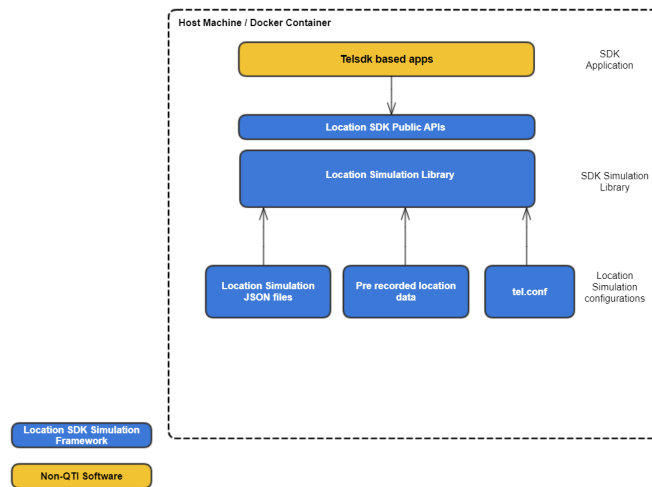 Host Machine / Docker Container
Telsdk based apps
SDK
Application
Location SDK Public APIs
Location Simulation Library
SDK Simulation
Library
Location Simulation
JSON files
Pre recorded location
data
tel.conf
Location
Simulation
configurations
Location SDK Simulation
Framework
Non-QTI Software